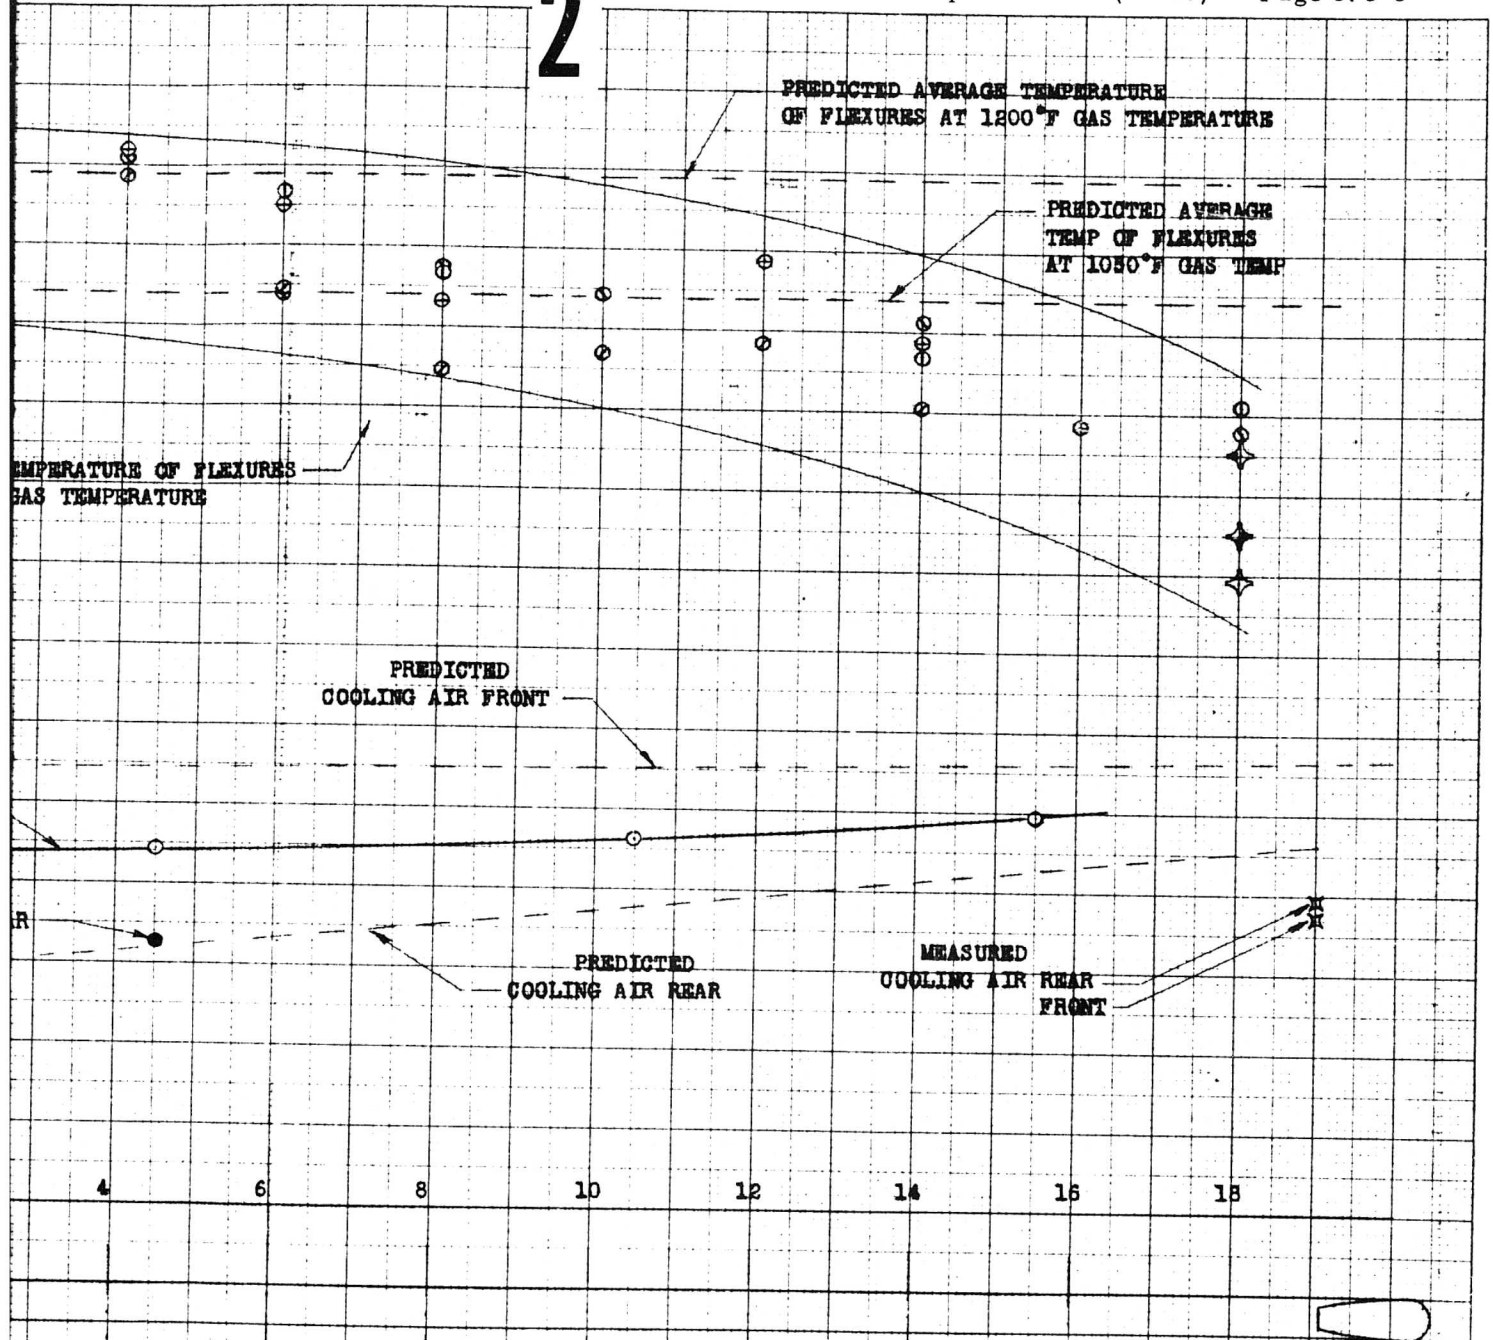 2
PREDICTED AVERAGE TEMPERATURE
OF FLEXURES AT 1200°F GAS TEMPERATURE
PREDICTED AVERAGE
TEMP OF FLEXURES
AT 1050°F GAS TEMP
EMPERATURE OF FLEXURES
GAS TEMPERATURE
PREDICTED
COOLING AIR FRONT
R
PREDICTED
COOLING AIR REAR
MEASURED
COOLING AIR REAR
FRONT
4 6 8 10 12 14 16 18